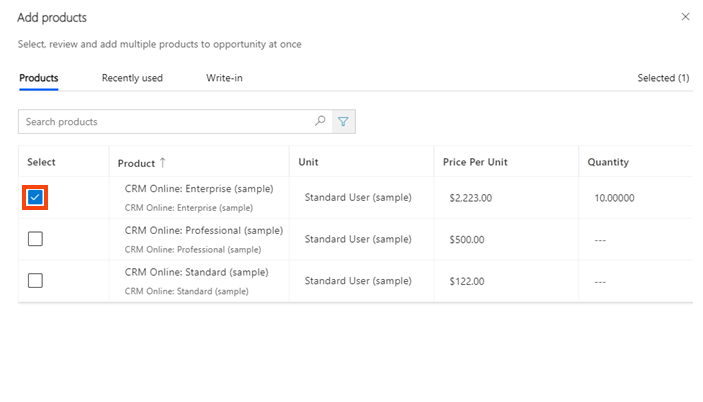 Add products
Select, review and add multiple products to opportunity at once
Products Recently used Write-in Selected (1)
Search products
Select Product ↑ Unit Price Per Unit Quantity
CRM Online: Enterprise (sample) Standard User (sample) $2,223.00 10.00000
CRM Online: Enterprise (sample)
CRM Online: Professional (sample) Standard User (sample) $500.00 ---
CRM Online: Professional (sample)
CRM Online: Standard (sample) Standard User (sample) $122.00 ---
CRM Online: Standard (sample)